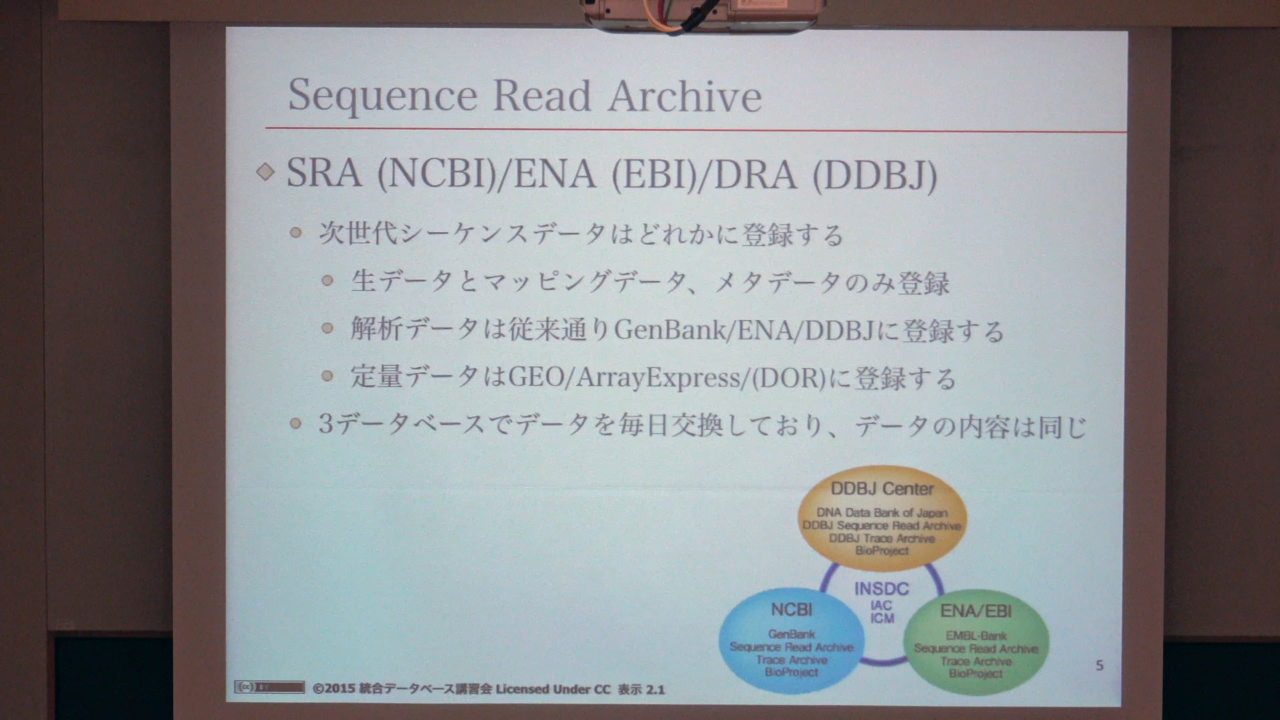 Sequence Read Archive
SRA (NCBI)/ENA (EBI)/DRA (DDBJ)
次世代シーケンスデータはどれかに登録する
生データとマッピングデータ、メタデータのみ登録
解析データは従来通りGenBank/ENA/DDBJに登録する
定量データはGEO/ArrayExpress/(DOR)に登録する
3データベースでデータを毎日交換しており、データの内容は同じ
DDBJ Center
DNA Data Bank of Japan
DDBJ Sequence Read Archive
DDBJ Trace Archive
BioProject
INSDC
IAC
ICM
NCBI
GenBank
Sequence Read Archive
Trace Archive
BioProject
ENA/EBI
EMBL-Bank
Sequence Read Archive
Trace Archive
BioProject
5
(cc)
©2015 統合データベース講習会 Licensed Under CC 表示 2.1